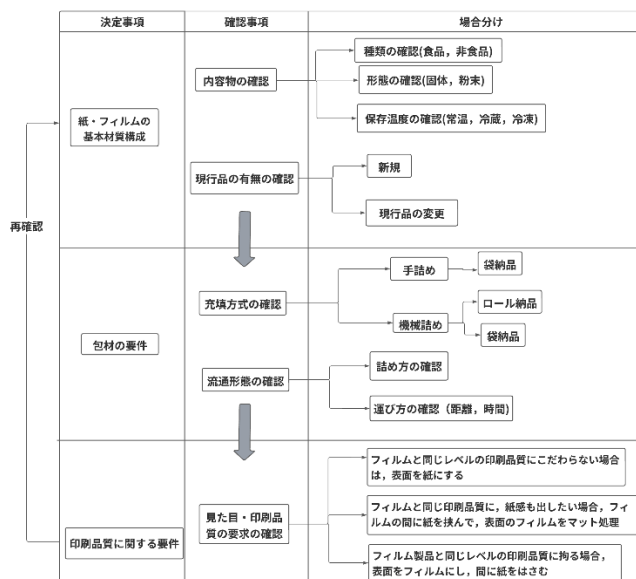 決定事項
確認事項
場合分け
種類の確認(食品，非食品)
内容物の確認
形態の確認(固体，粉末)
保存温度の確認(常温，冷蔵，冷凍)
紙・フィルムの
基本材質構成
現行品の有無の確認
新規
現行品の変更
再確認
手詰め
袋納品
充填方式の確認
ロール納品
機械詰め
袋納品
包材の要件
詰め方の確認
流通形態の確認
運び方の確認（距離，時間)
フィルムと同じレベルの印刷品質にこだわらない場合
は，表面を紙にする
見た目・印刷品
質の要求の確認
フィルムと同じ印刷品質に，紙感も出したい場合，フィ
ルムの間に紙を挟んで，表面のフィルムをマット処理
印刷品質に関する要件
フィルム製品と同じレベルの印刷品質に拘る場合，
表面をフィルムにし，間に紙をはさむ